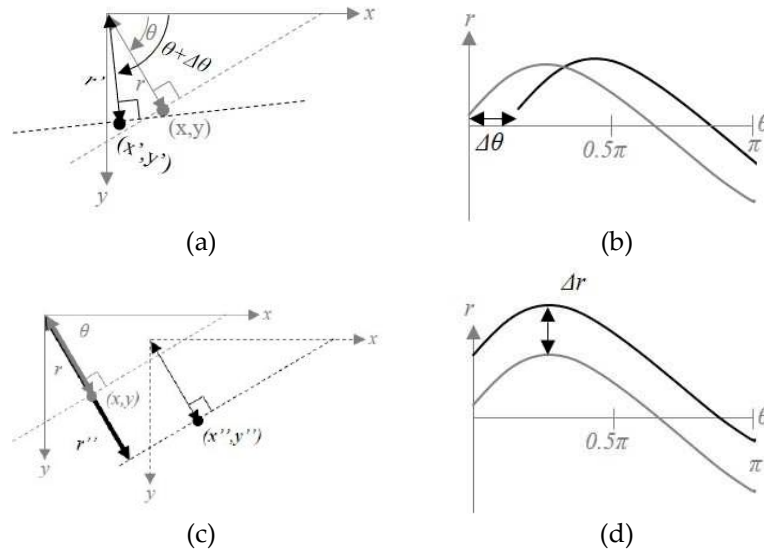 x
θ
θ+Δθ
r'
r
(x,y)
(x',y')
y
(a)
r
Δθ
0.5π
π
θ
(b)
x
θ
r
(x,y)
r''
y
x
(x'',y'')
y
(c)
r
Δr
0.5π
π
θ
(d)